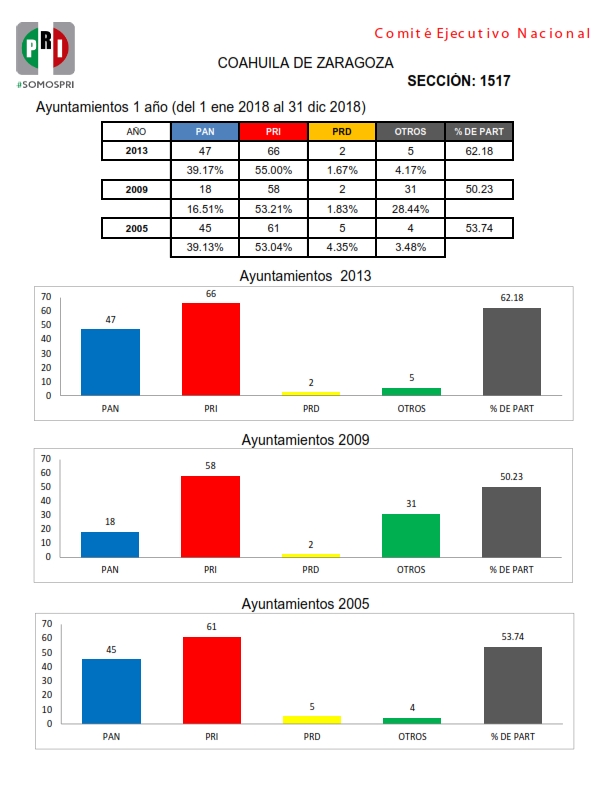 Comité Ejecutivo Nacional
PRI
#SOMOSPRI
COAHUILA DE ZARAGOZA
SECCIÓN: 1517
Ayuntamientos 1 año (del 1 ene 2018 al 31 dic 2018)
AÑO PAN PRI PRD OTROS % DE PART
2013 47 66 2 5 62.18
39.17% 55.00% 1.67% 4.17%
2009 18 58 2 31 50.23
16.51% 53.21% 1.83% 28.44%
2005 45 61 5 4 53.74
39.13% 53.04% 4.35% 3.48%
Ayuntamientos 2013
70
60
50
40
30
20
10
0
47 66 2 5 62.18
PAN PRI PRD OTROS % DE PART
Ayuntamientos 2009
70
60
50
40
30
20
10
0
18 58 2 31 50.23
PAN PRI PRD OTROS % DE PART
Ayuntamientos 2005
70
60
50
40
30
20
10
0
45 61 5 4 53.74
PAN PRI PRD OTROS % DE PART